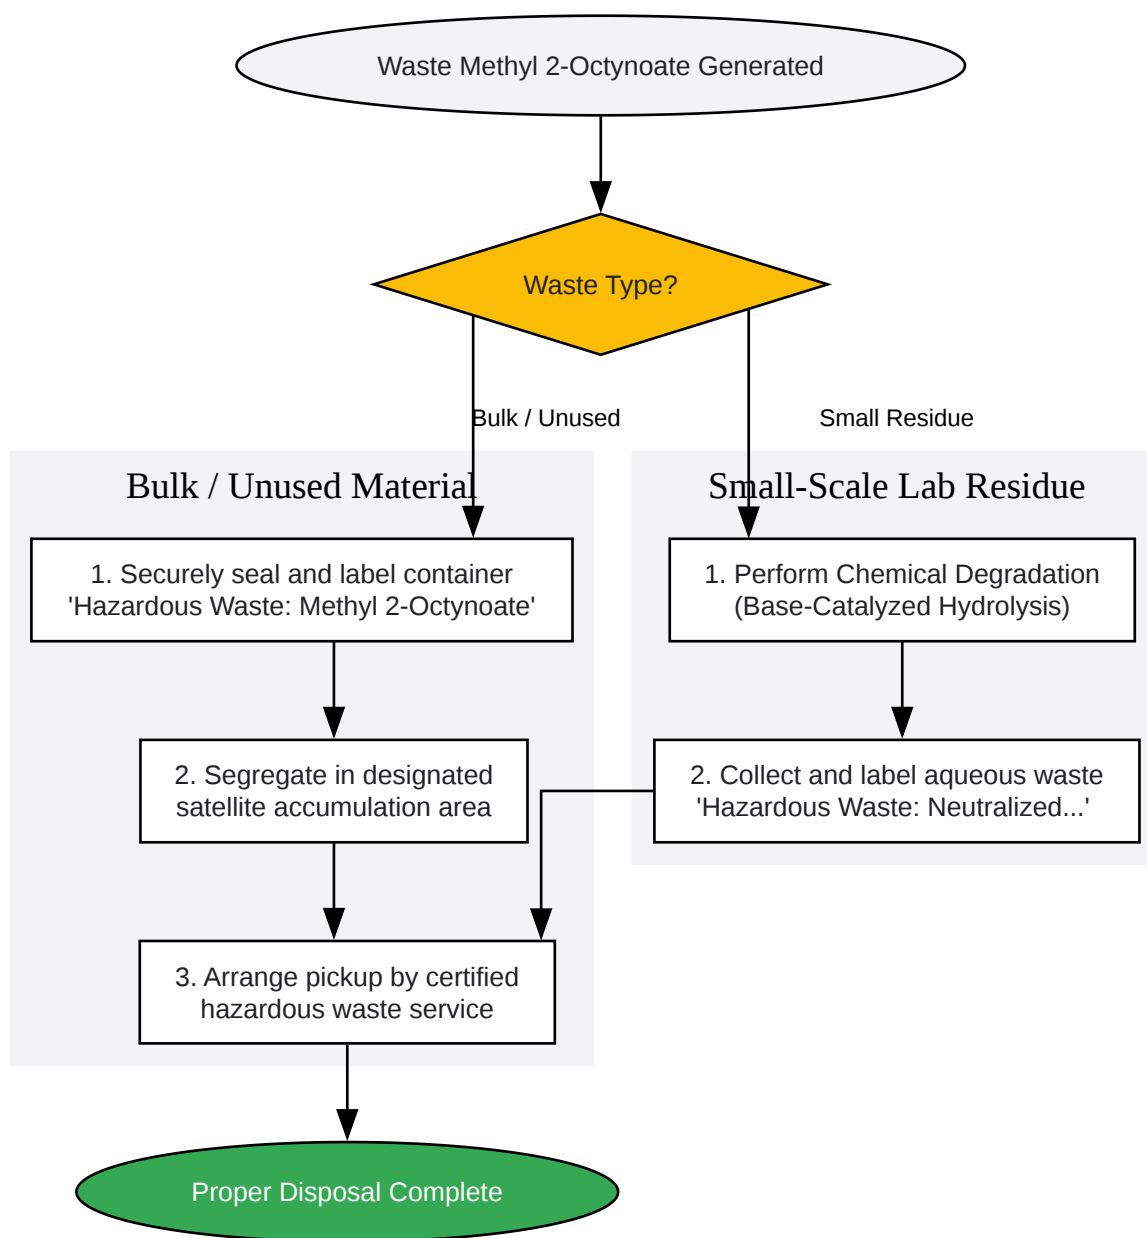 Waste Methyl 2-Octynoate Generated
Waste Type?
Bulk / Unused
Small Residue
Bulk / Unused Material
1. Securely seal and label container
'Hazardous Waste: Methyl 2-Octynoate'
2. Segregate in designated
satellite accumulation area
3. Arrange pickup by certified
hazardous waste service
Small-Scale Lab Residue
1. Perform Chemical Degradation
(Base-Catalyzed Hydrolysis)
2. Collect and label aqueous waste
'Hazardous Waste: Neutralized...'
Proper Disposal Complete